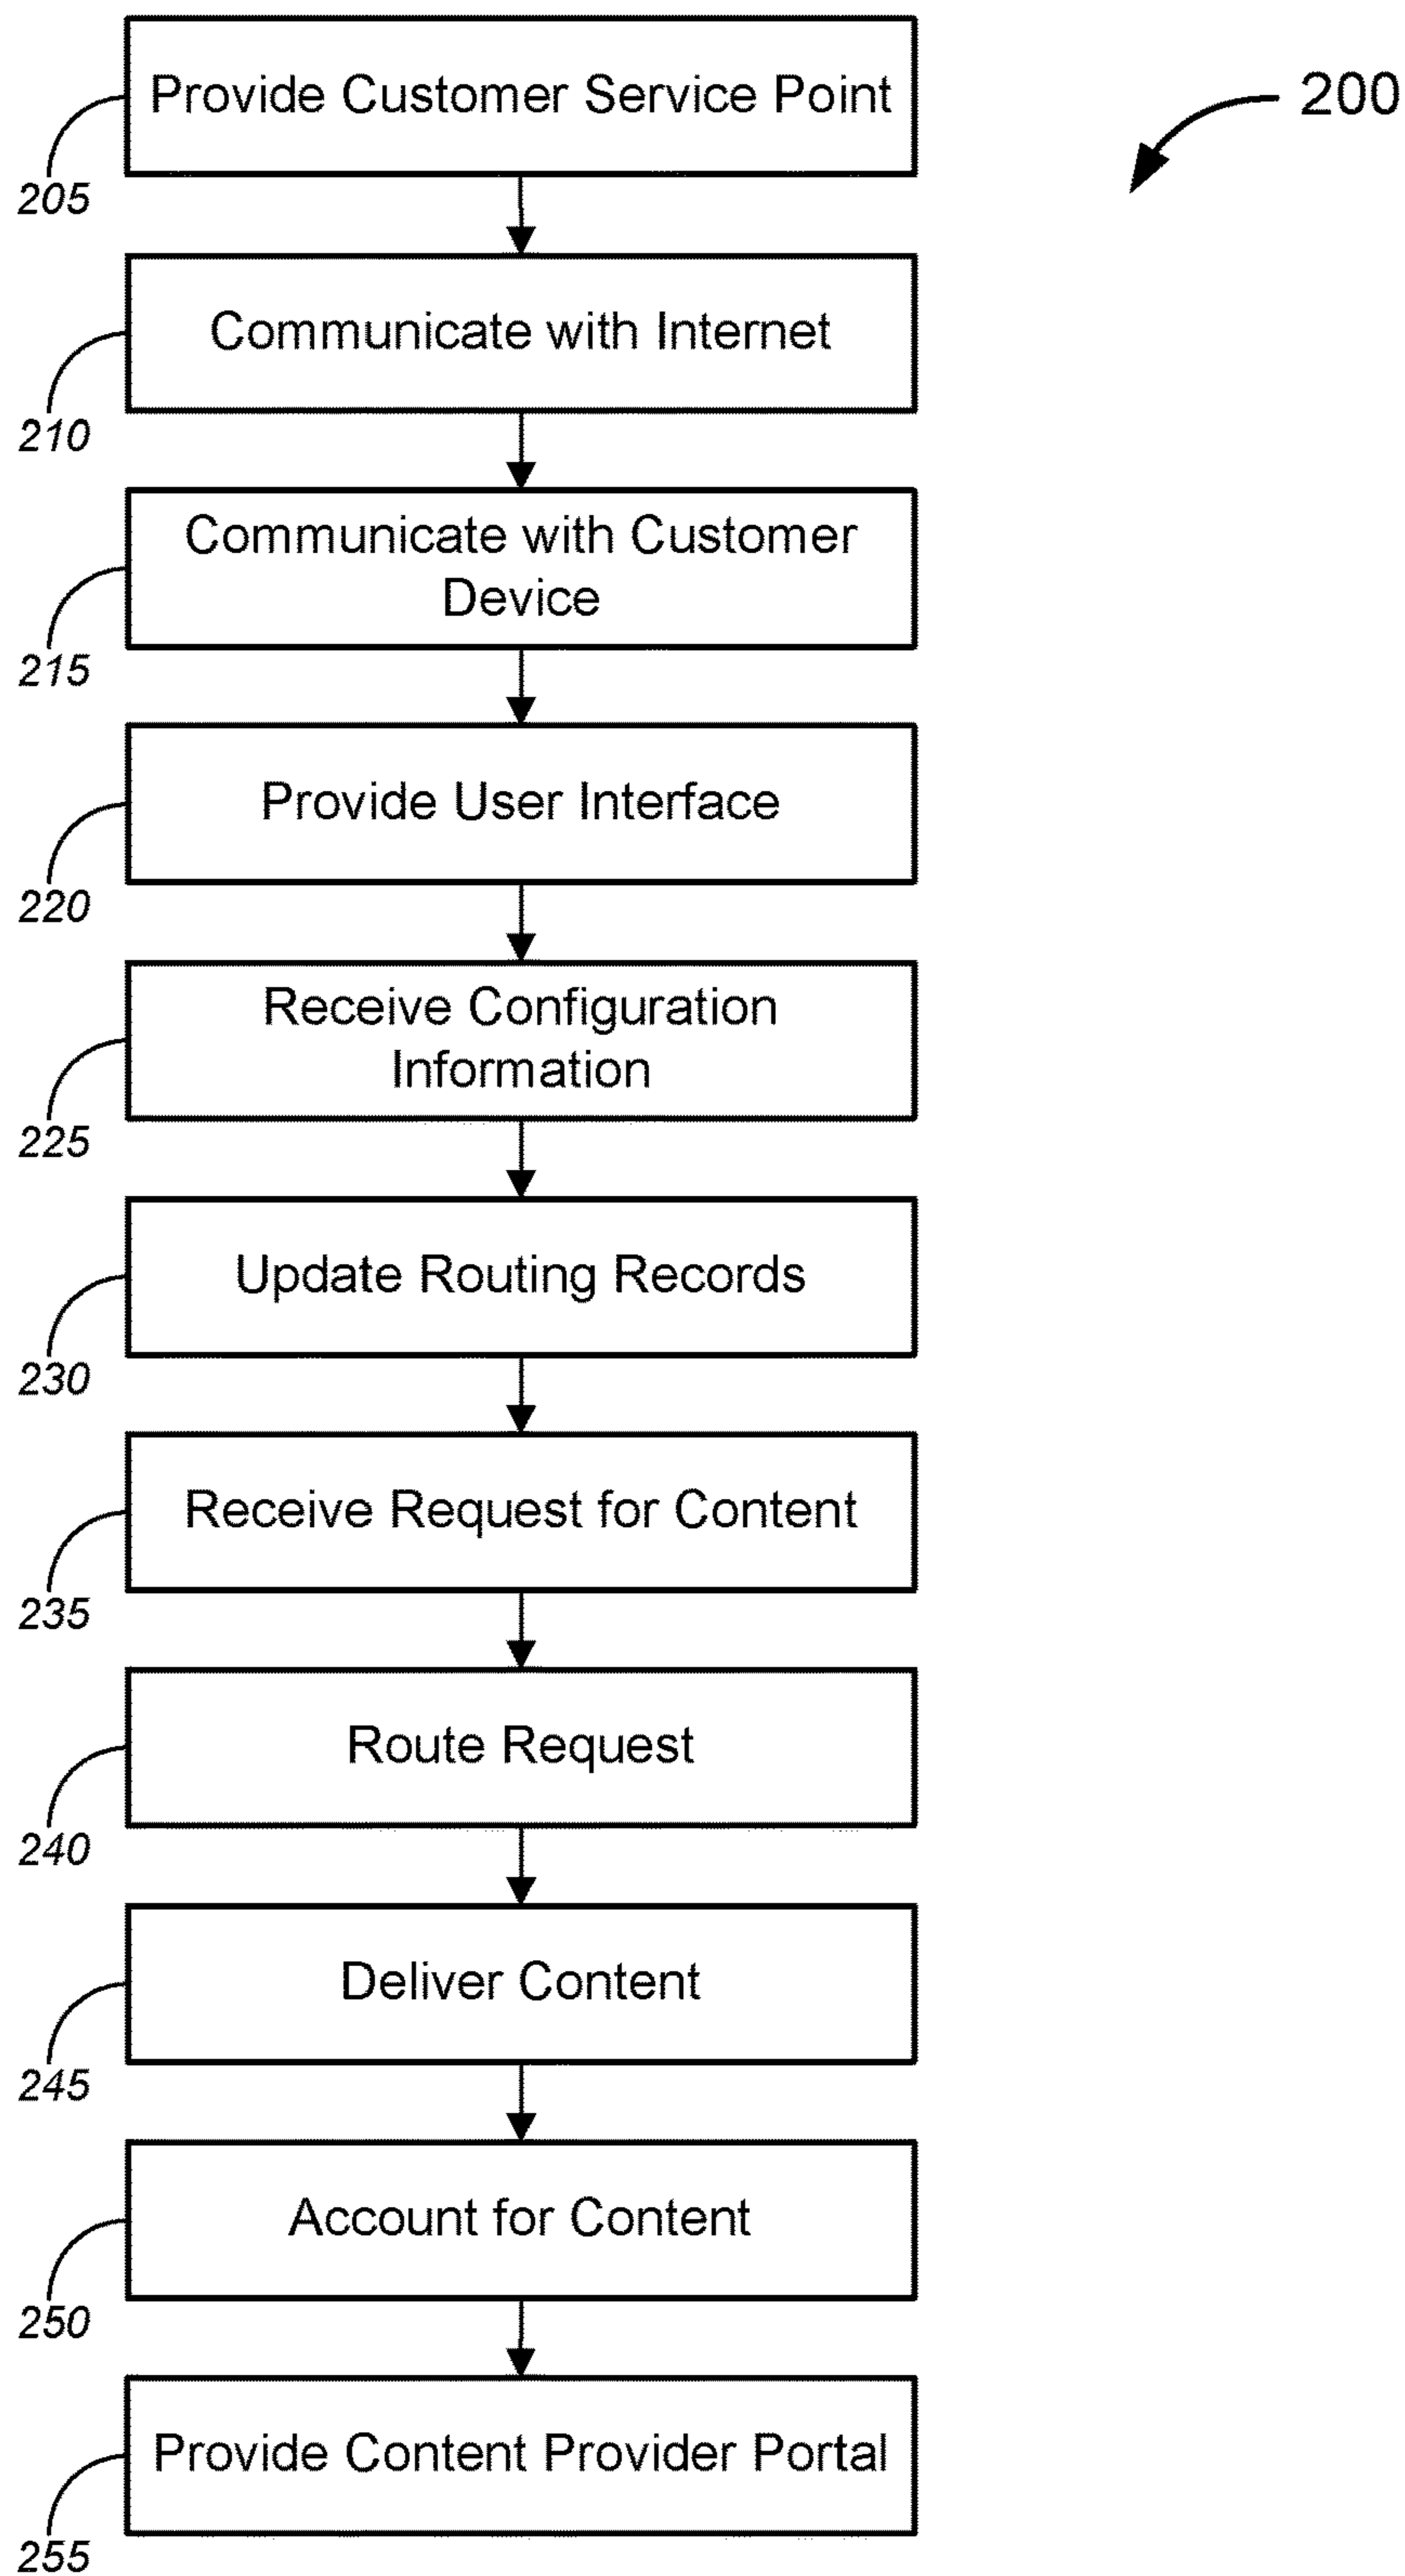 Provide Customer Service Point
200
205
Communicate with Internet
210
Communicate with Customer
Device
215
Provide User Interface
220
Receive Configuration
Information
225
Update Routing Records
230
Receive Request for Content
235
Route Request
240
Deliver Content
245
Account for Content
250
Provide Content Provider Portal
255